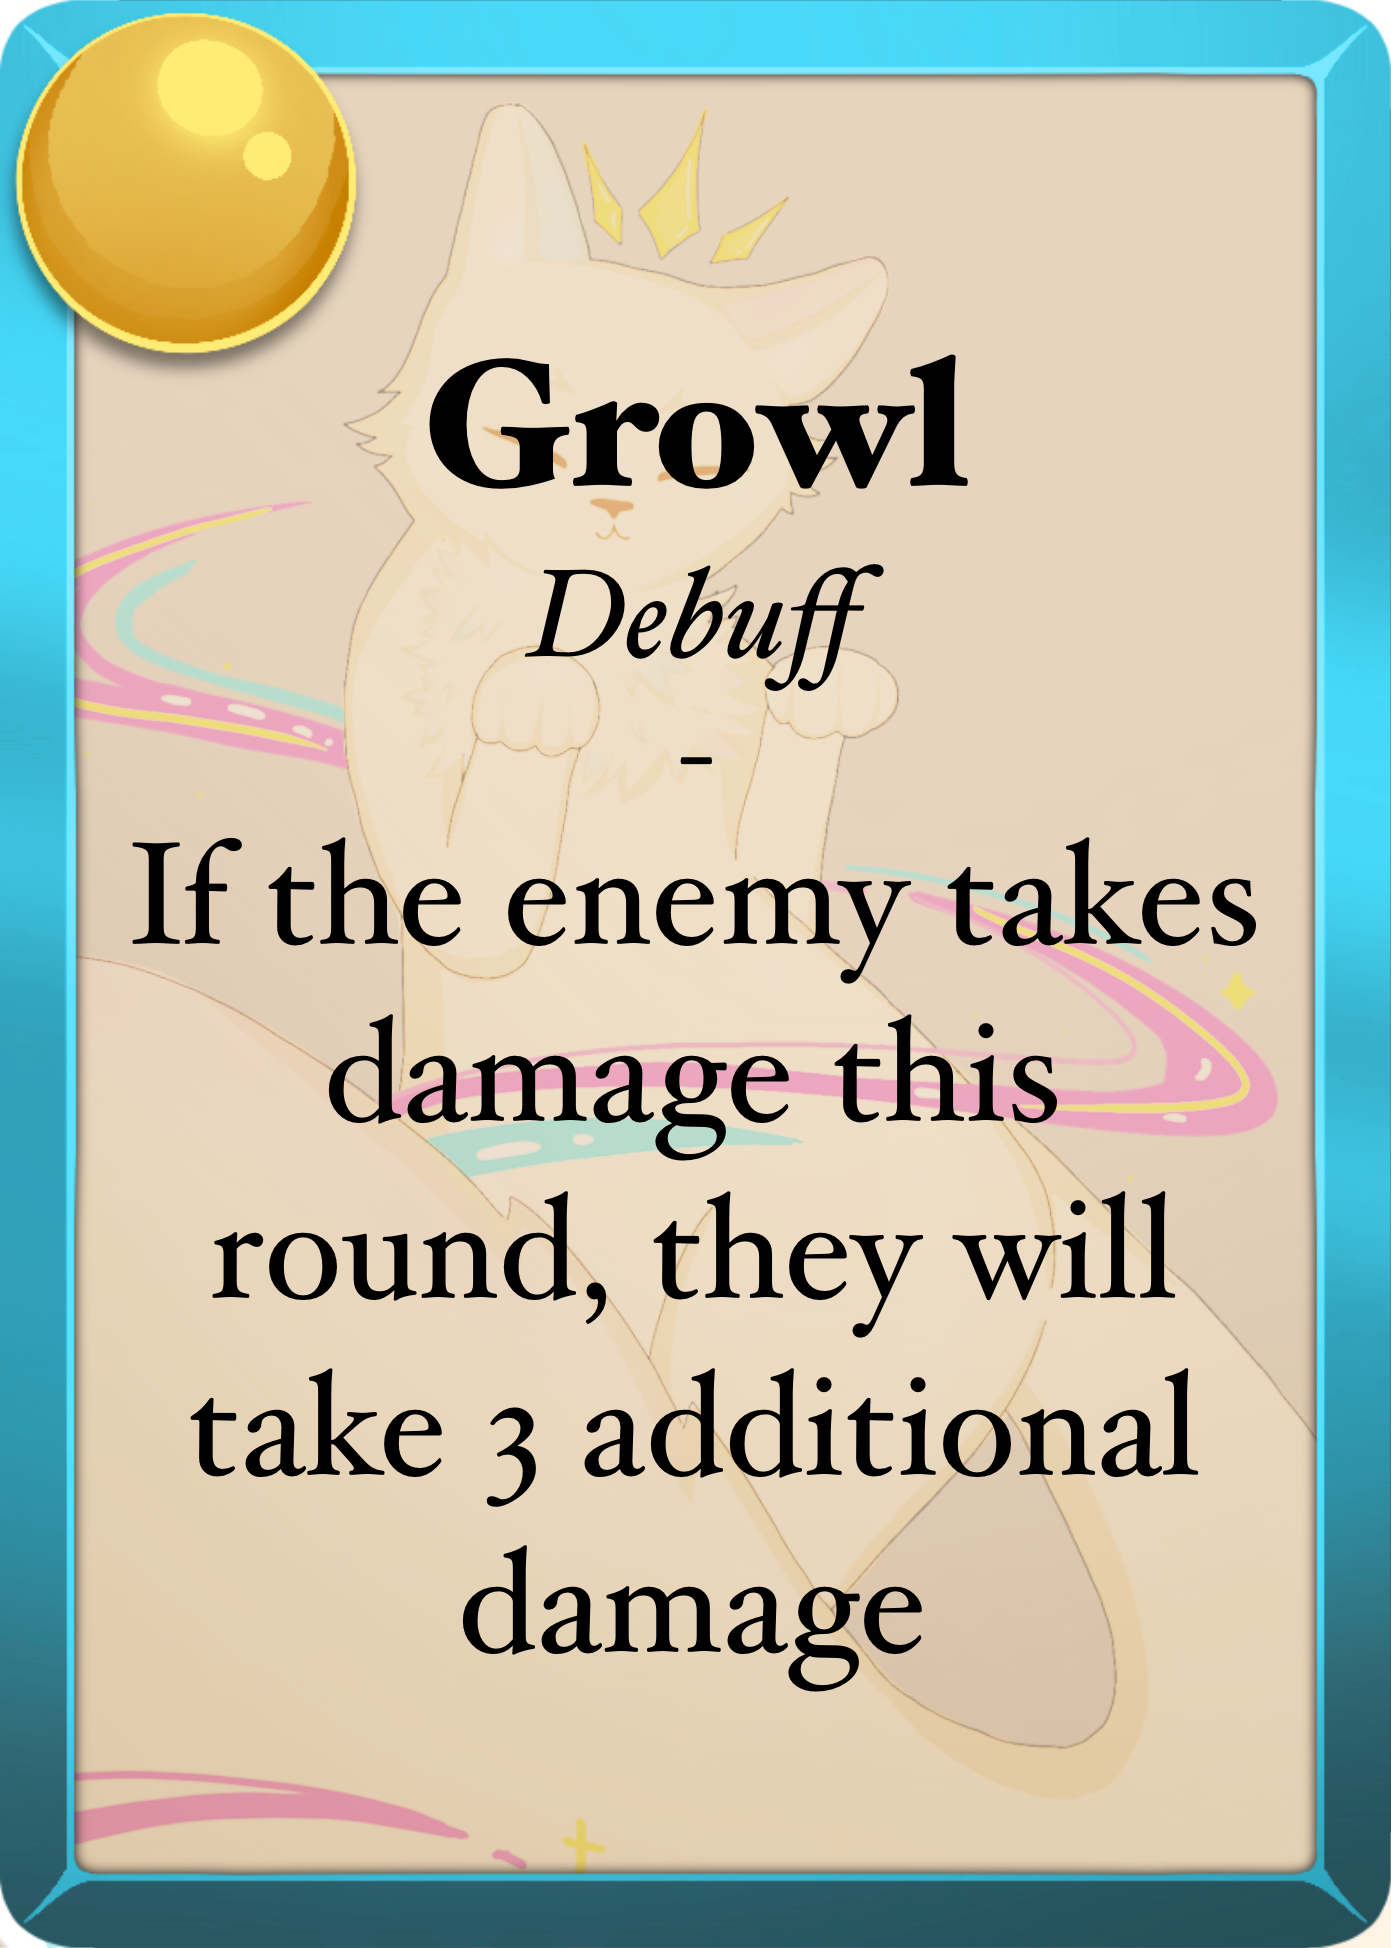 Growl
Debuff
-
If the enemy takes
damage this
round, they will
take 3 additional
damage